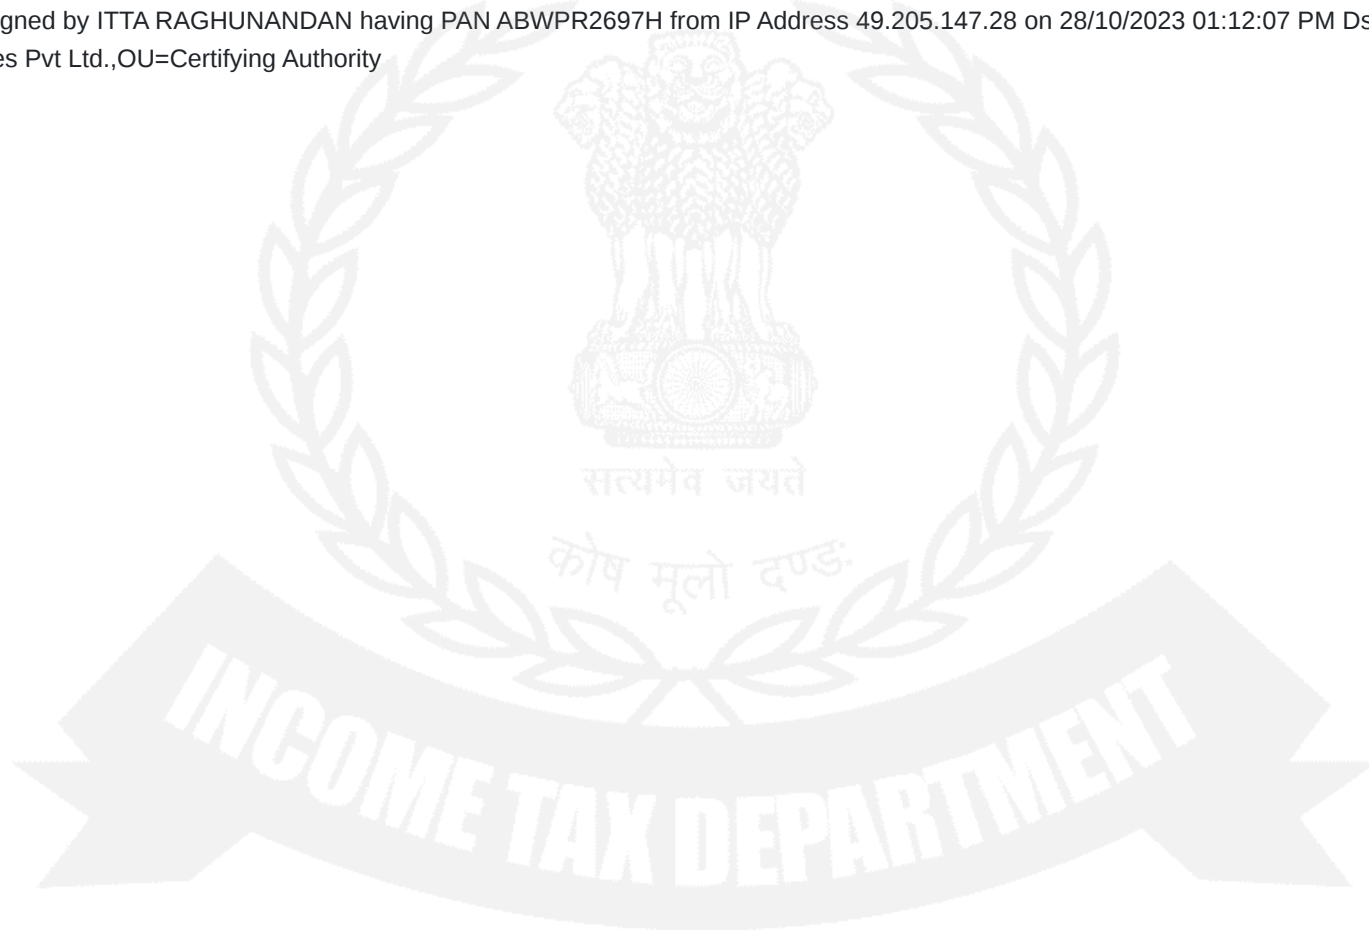 gned by ITTA RAGHUNANDAN having PAN ABWPR2697H from IP Address 49.205.147.28 on 28/10/2023 01:12:07 PM Ds
es Pvt Ltd.,OU=Certifying Authority
सत्यमेव जयते
कोष मूलो दण्डः
INCOME TAX DEPARTMENT